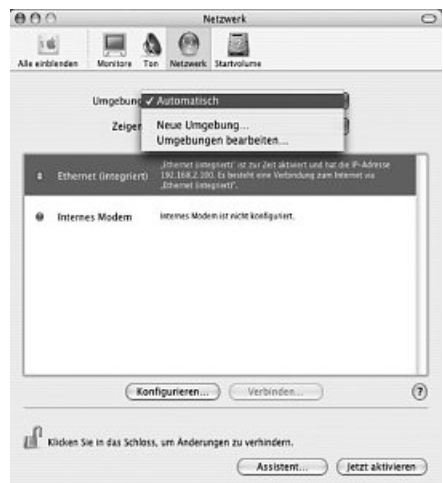 Netzwerk
Alle einblenden Monitore Ton Netzwerk Startvolume
Umgebung ✓ Automatisch
Neue Umgebung...
Zeigen
Umgebungen bearbeiten...
Ethernet (integriert)
„Ethernet (integriert)“ ist zur Zeit aktiviert und hat die IP-Adresse
192.168.2.100. Es besteht eine Verbindung zum Internet via
„Ethernet (integriert)“.
Internes Modem
Internes Modem ist nicht konfiguriert.
Konfigurieren... Verbinden... ?
Klicken Sie in das Schloss, um Änderungen zu verhindern.
Assistent... Jetzt aktivieren